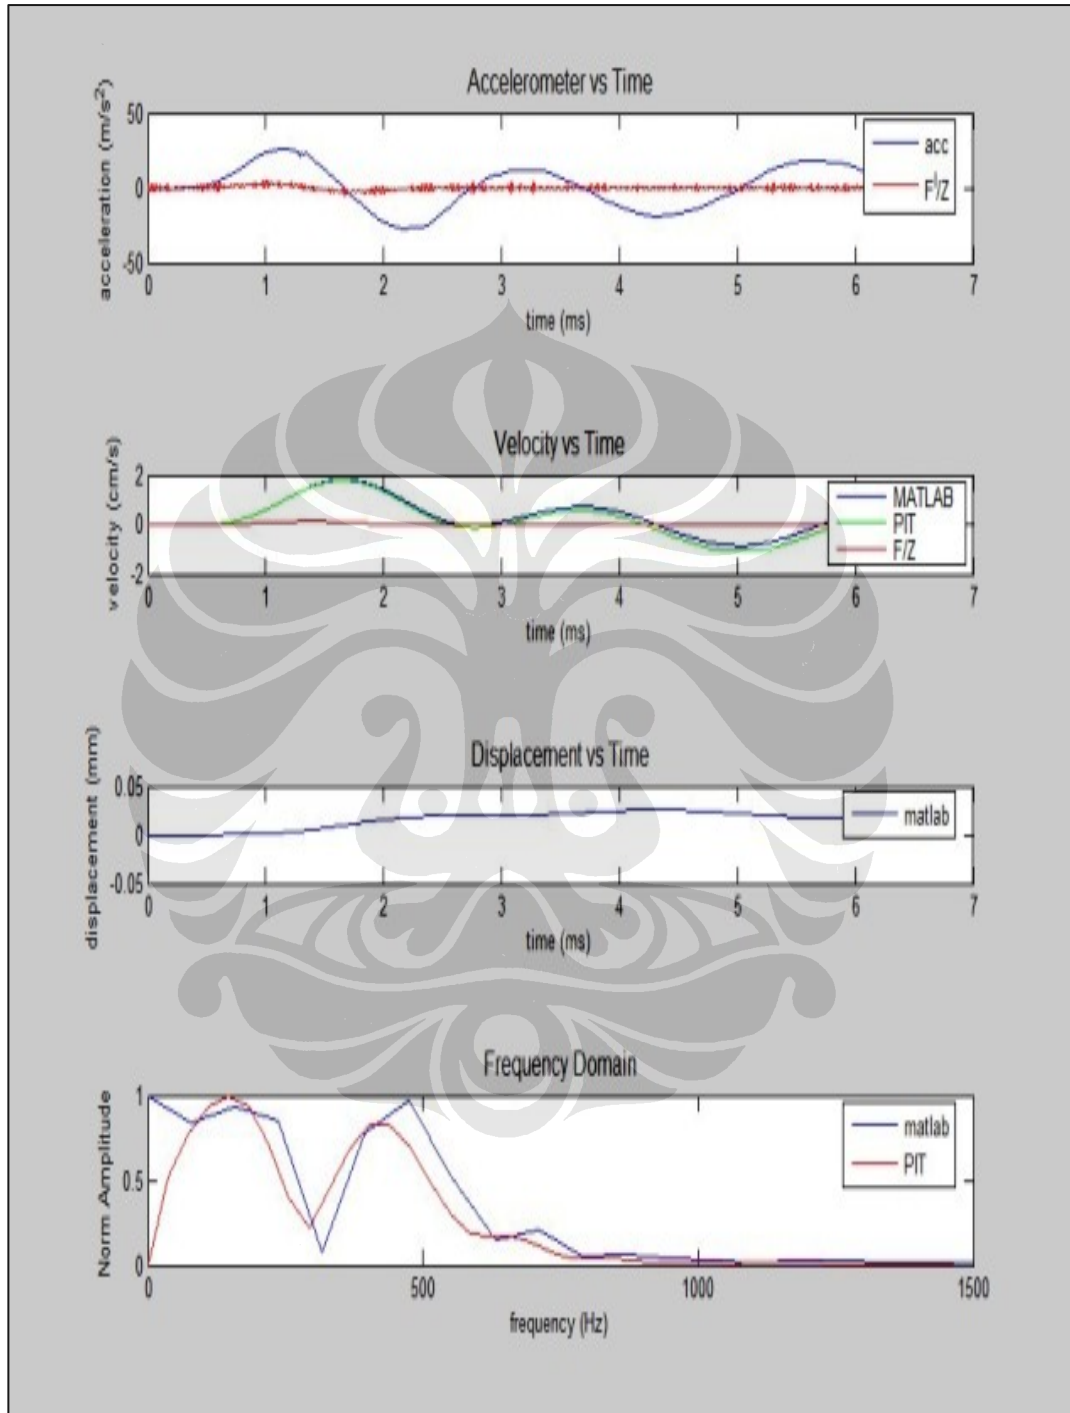 Accelerometer vs Time
acceleration (m/s²)
50
0
-50
acc
F/Z
0 1 2 3 4 5 6 7
time (ms)
Velocity vs Time
velocity (cm/s)
2
0
-2
MATLAB
PIT
F/Z
0 1 2 3 4 5 6 7
time (ms)
Displacement vs Time
displacement (mm)
0.05
0
-0.05
matlab
0 1 2 3 4 5 6 7
time (ms)
Frequency Domain
Norm Amplitude
1
0.5
0
matlab
PIT
0 500 1000 1500
frequency (Hz)